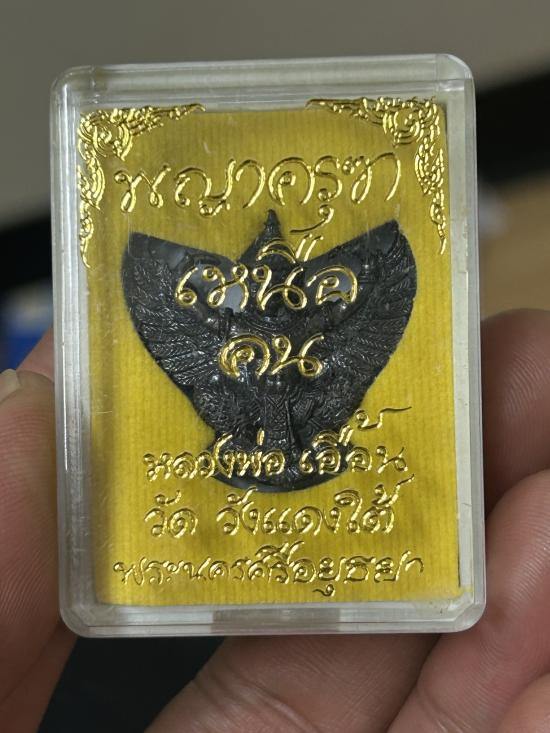 พญาครุฑ
เหนือ
คน
หลวงพ่อ เอื้อน
วัด วังแดงใต้
พระนครศรีอยุธยา